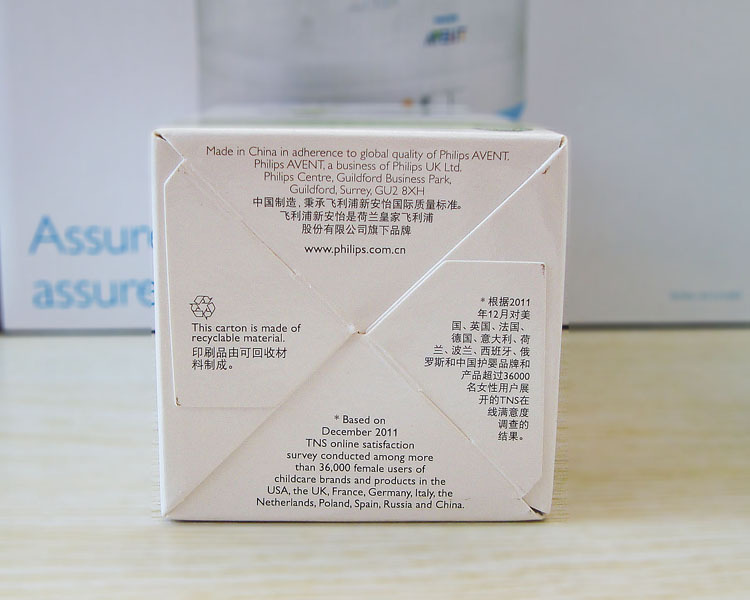 AVENT
Assure
assure
Made in China in adherence to global quality of Philips AVENT.
Philips AVENT, a business of Philips UK Ltd.
Philips Centre, Guildford Business Park,
Guildford, Surrey, GU2 8XH
中国制造，秉承飞利浦新安怡国际质量标准。
飞利浦新安怡是荷兰皇家飞利浦
股份有限公司旗下品牌
www.philips.com.cn
This carton is made of
recyclable material.
印刷品由可回收材
料制成。
*根据2011
年12月对美
国、英国、法国、
德国、意大利、荷
兰、波兰、西班牙、俄
罗斯和中国护婴品牌和
产品超过36000
名女性用户展
开的TNS在
线满意度
调查的
结果。
* Based on
December 2011
TNS online satisfaction
survey conducted among more
than 36,000 female users of
childcare brands and products in the
USA, the UK, France, Germany, Italy, the
Netherlands, Poland, Spain, Russia and China.